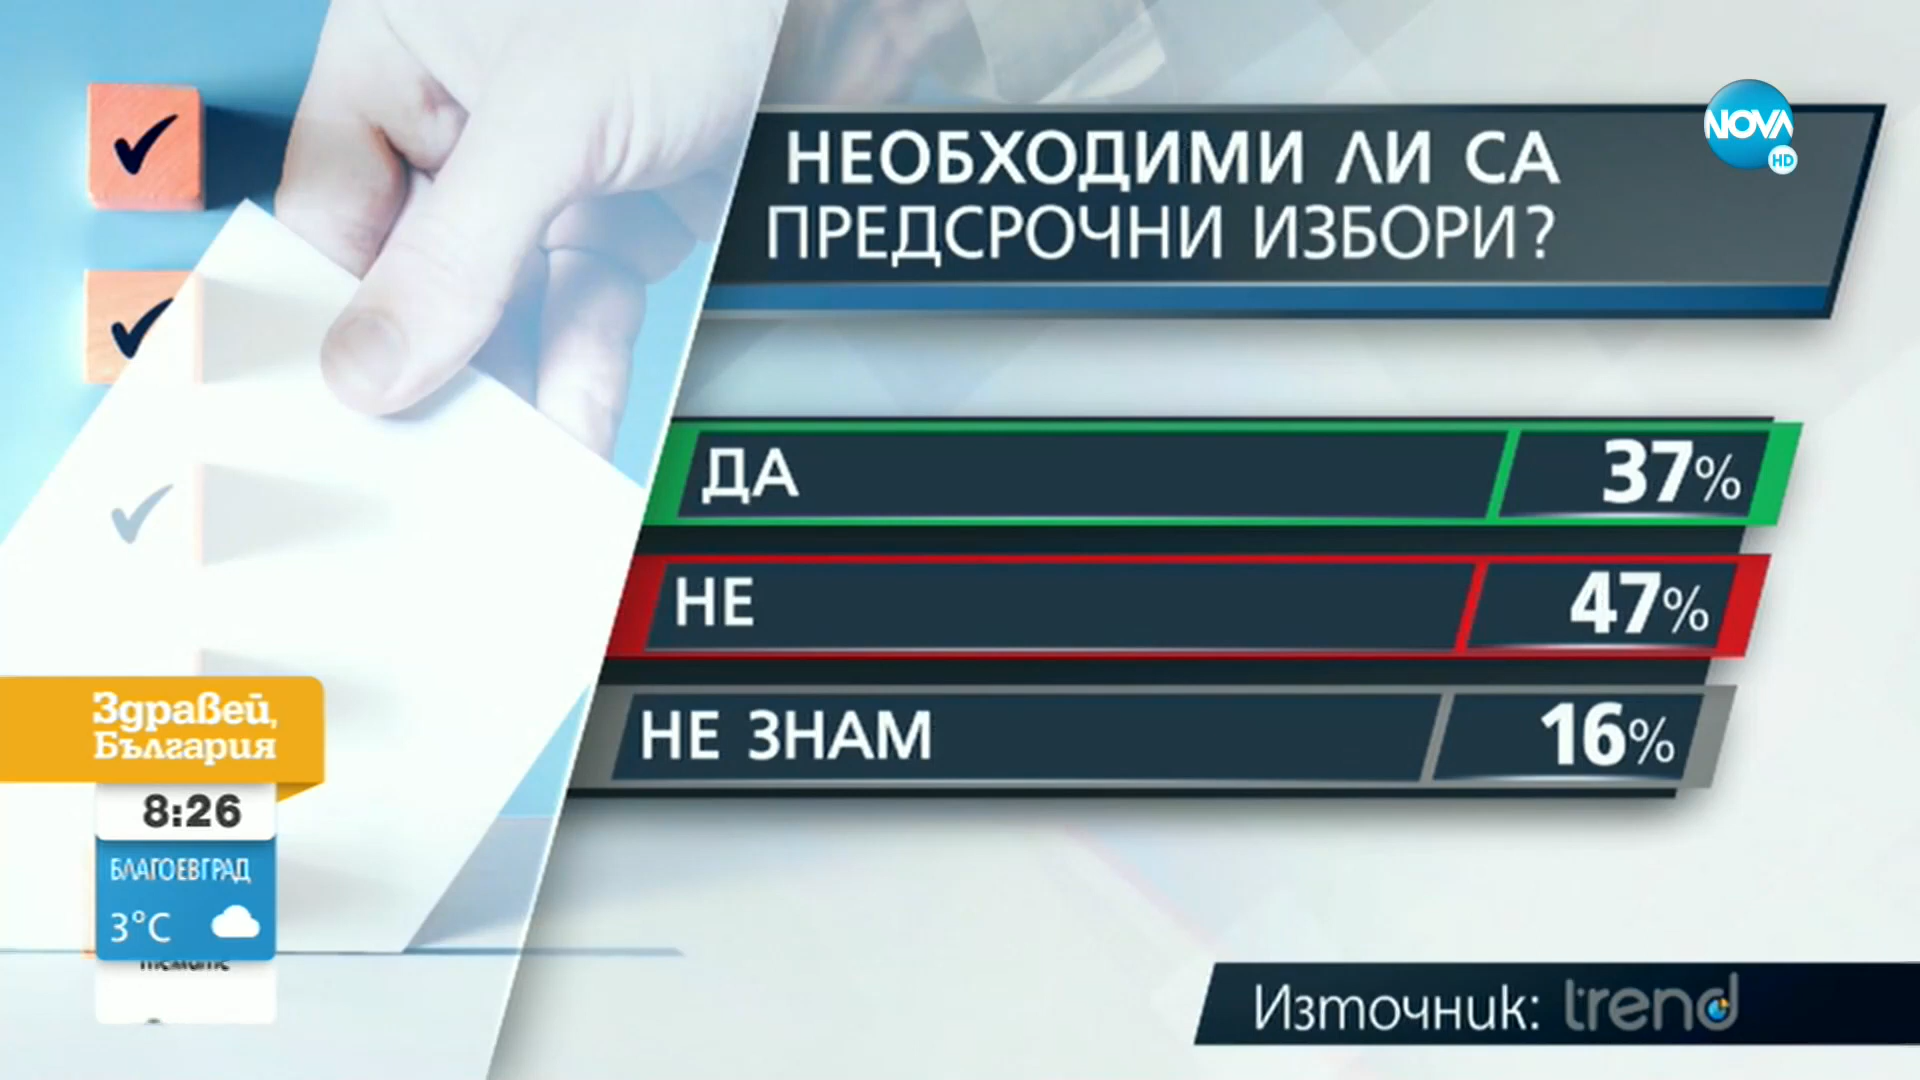 NOVA
HD
НЕОБХОДИМИ ЛИ СА
ПРЕДСРОЧНИ ИЗБОРИ?
ДА 37%
НЕ 47%
НЕ ЗНАМ 16%
Здравей,
България
8:26
БЛАГОЕВГРАД
3°C
Източник: trend